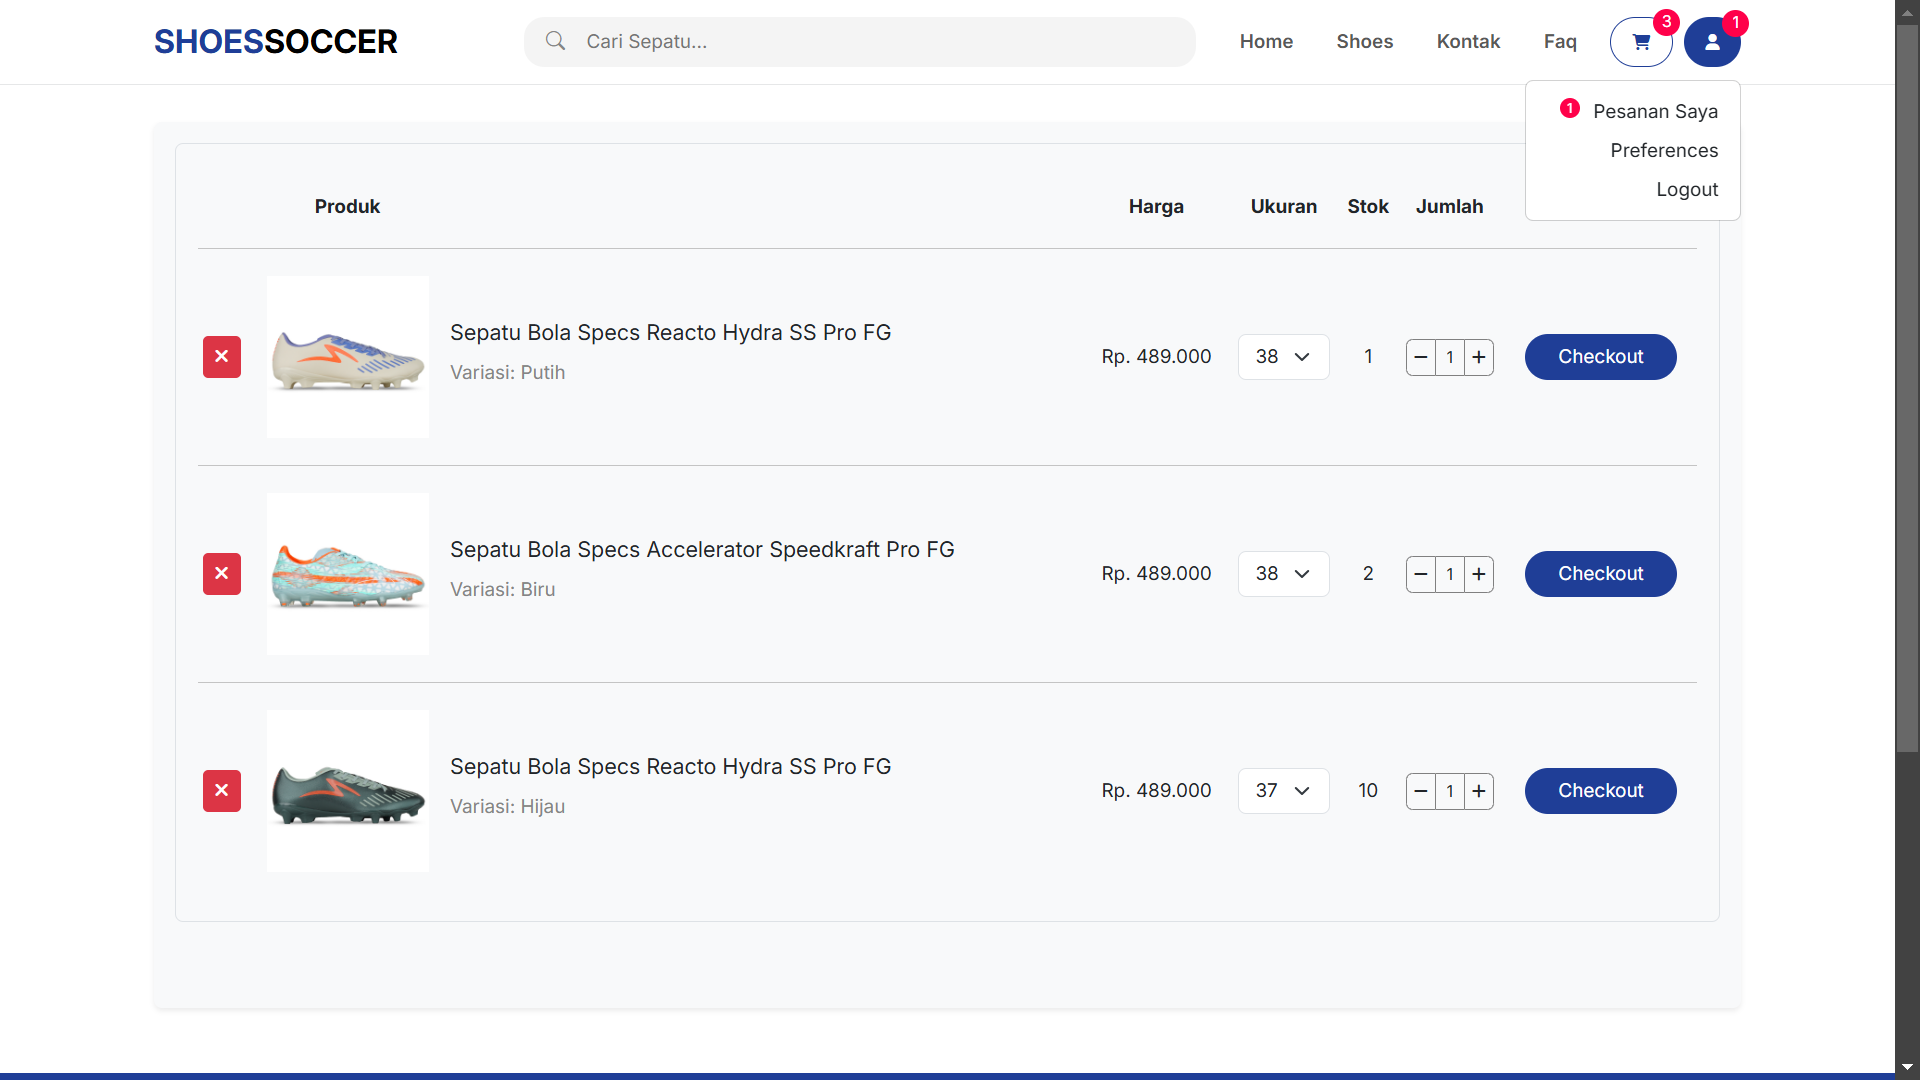 SHOESSOCCER
Cari Sepatu...
Home
Shoes
Kontak
Faq
3
1
1 Pesanan Saya
Preferences
Logout
Produk
Harga
Ukuran
Stok
Jumlah
Sepatu Bola Specs Reacto Hydra SS Pro FG
Variasi: Putih
Rp. 489.000
38
1
1
Checkout
Sepatu Bola Specs Accelerator Speedkraft Pro FG
Variasi: Biru
Rp. 489.000
38
2
1
Checkout
Sepatu Bola Specs Reacto Hydra SS Pro FG
Variasi: Hijau
Rp. 489.000
37
10
1
Checkout